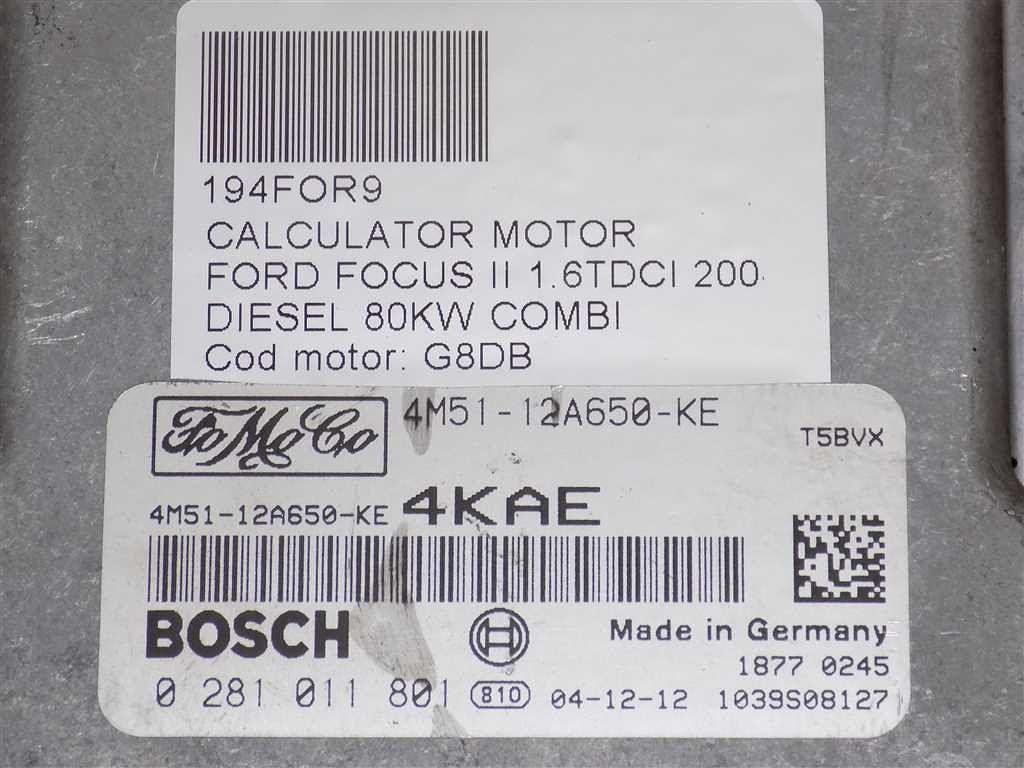 194FOR9
CALCULATOR MOTOR
FORD FOCUS II 1.6TDCI
DIESEL 80KW COMBI
Cod motor: G8DB
FoMoCo 4M51-12A650-KE
T5BVX
4M51-12A650-KE 4KAE
BOSCH
Made in Germany
1877 0245
0 281 011 801 810 04-12-12 1039S08127